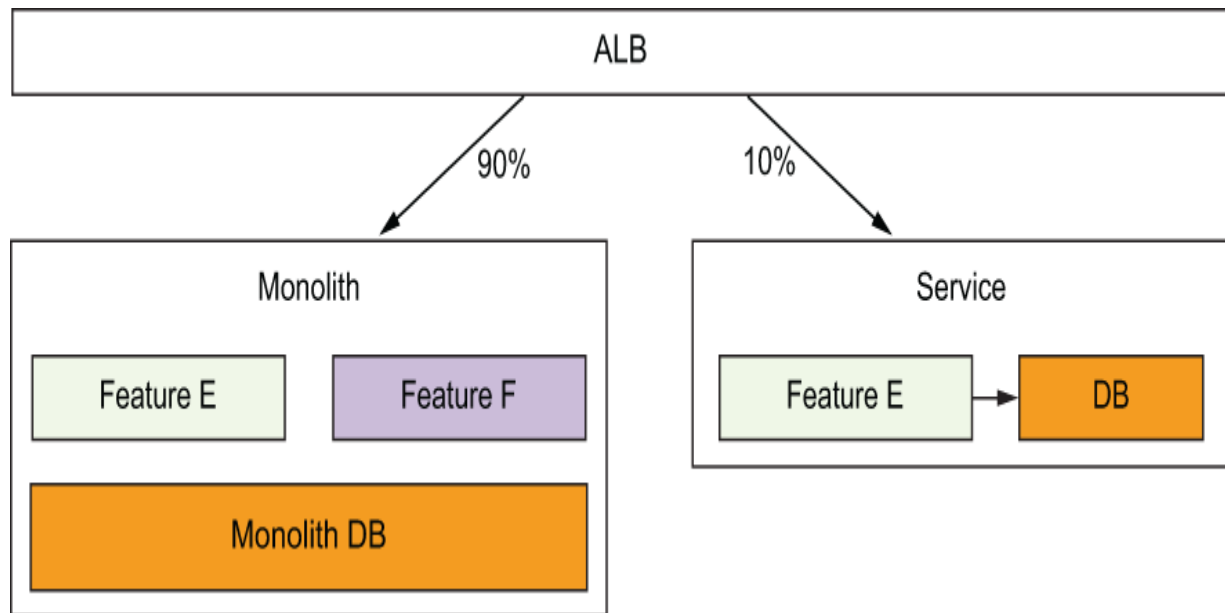 ALB
90%
10%
Monolith
Service
Feature E
Feature F
Feature E
DB
Monolith DB